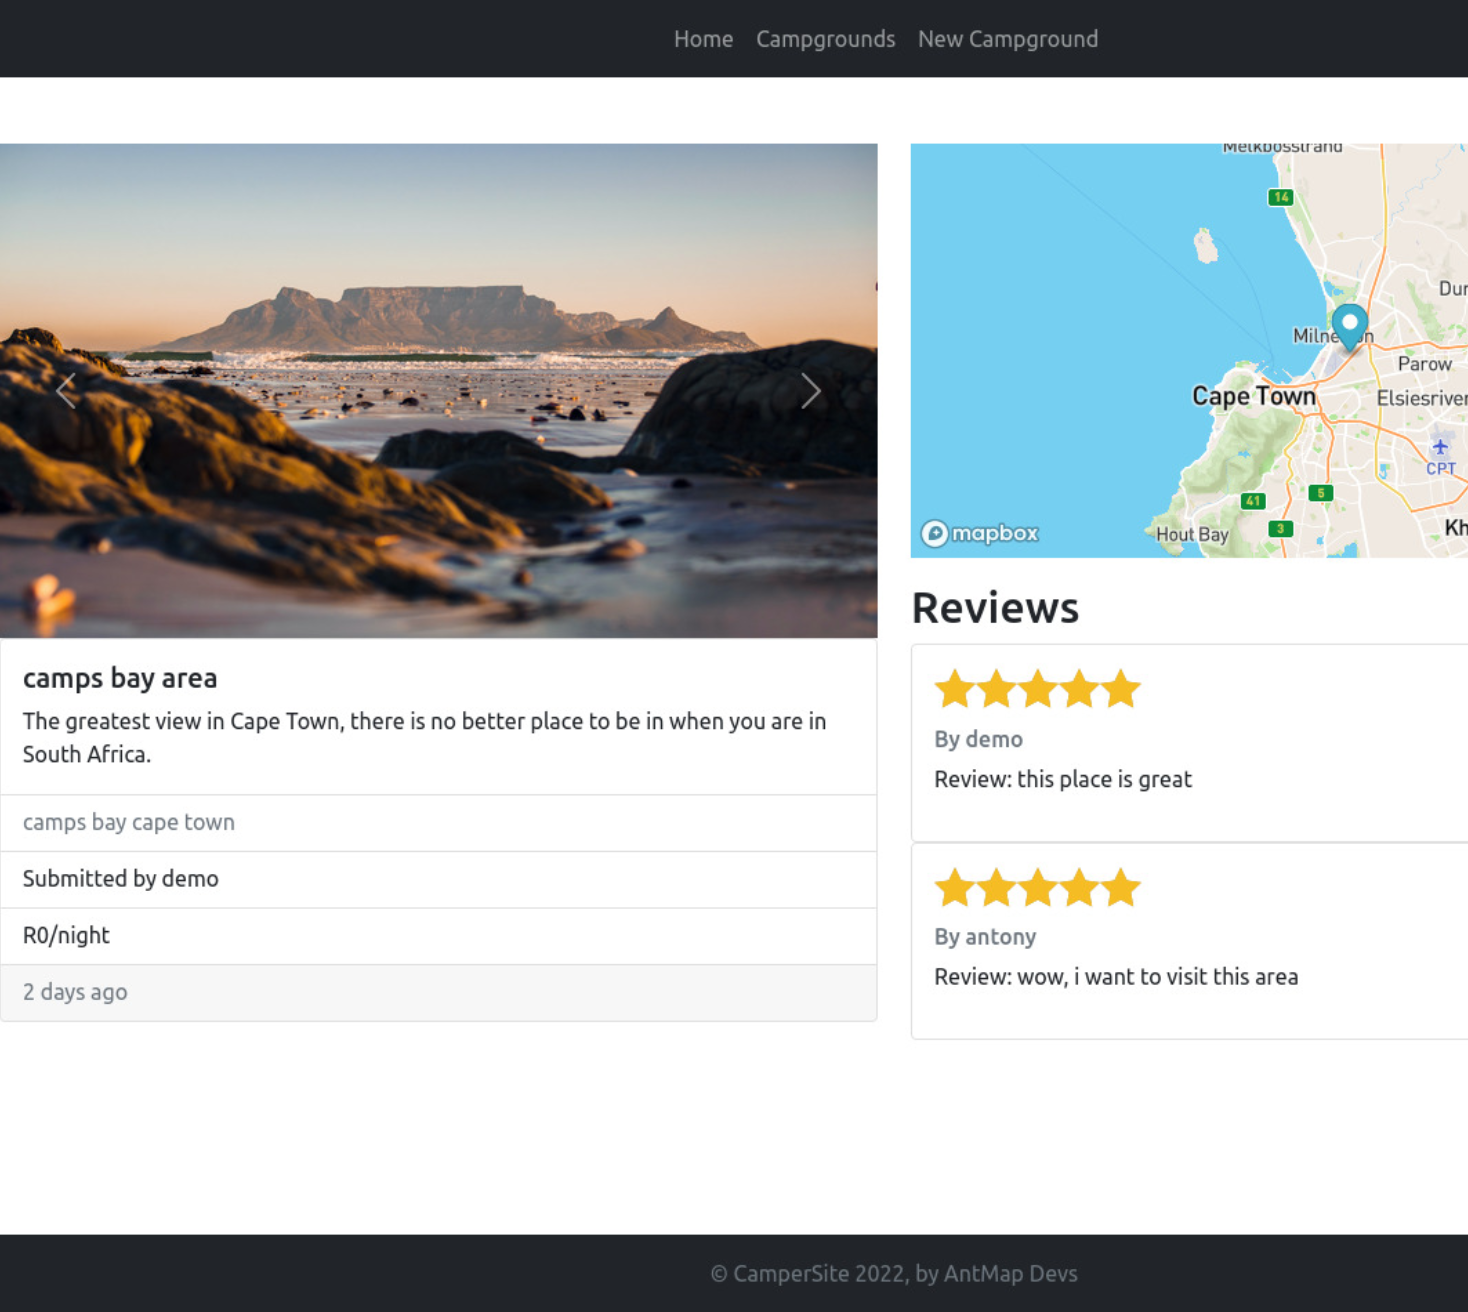 Home Campgrounds New Campground
Melkbosstrand
14
Milne
n
Parow
Cape Town
Elsiesriver
CPT
41
5
3
Hout Bay
mapbox
Reviews
By demo
Review: this place is great
By antony
Review: wow, i want to visit this area
camps bay area
The greatest view in Cape Town, there is no better place to be in when you are in
South Africa.
camps bay cape town
Submitted by demo
R0/night
2 days ago
© CamperSite 2022, by AntMap Devs